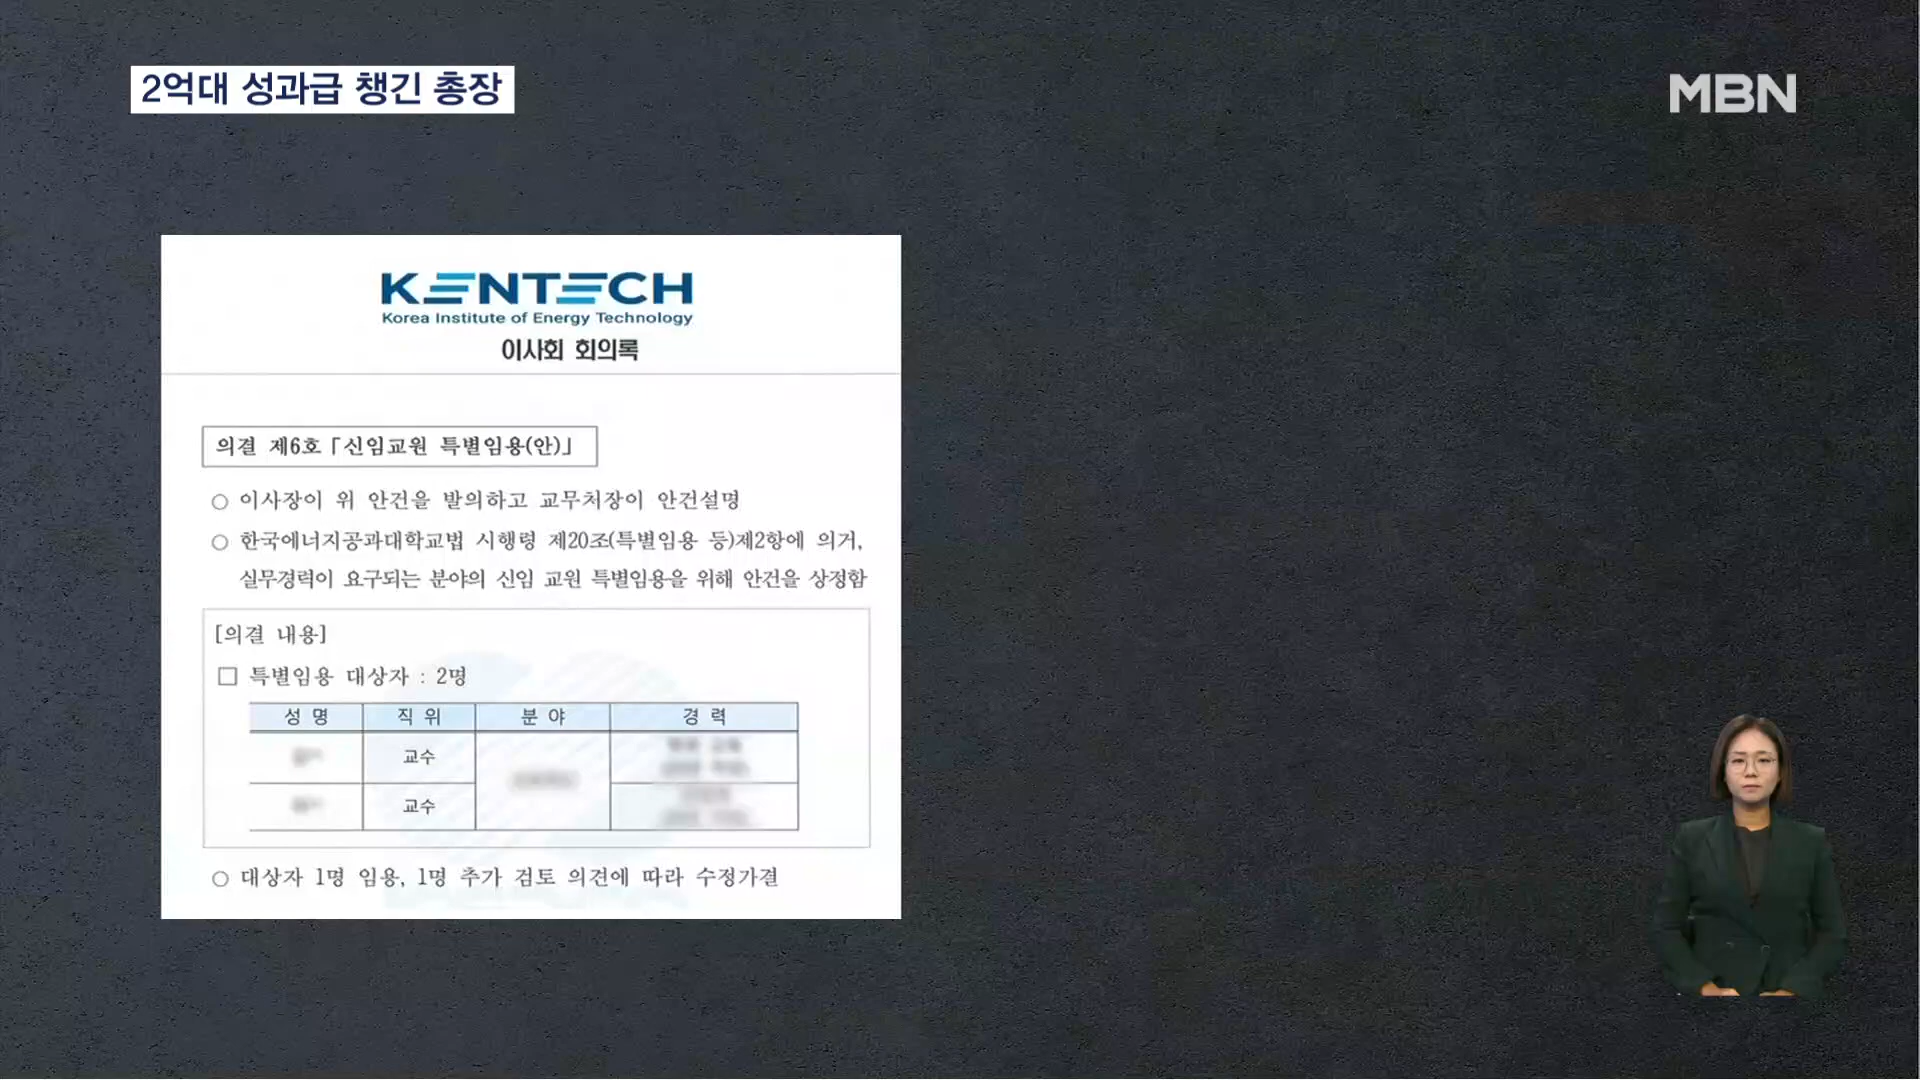 2억대 성과급 챙긴 총장
MBN
KENTECH
Korea Institute of Energy Technology
이사회 회의록
의결 제6호 「신임교원 특별임용(안)」
○ 이사장이 위 안건을 발의하고 교무처장이 안건설명
○ 한국에너지공과대학교법 시행령 제20조(특별임용 등)제2항에 의거,
실무경력이 요구되는 분야의 신임 교원 특별임용을 위해 안건을 상정함
[의결 내용]
□ 특별임용 대상자 : 2명
성 명 직 위 분 야 경 력
교수
교수
○ 대상자 1명 임용, 1명 추가 검토 의견에 따라 수정가결